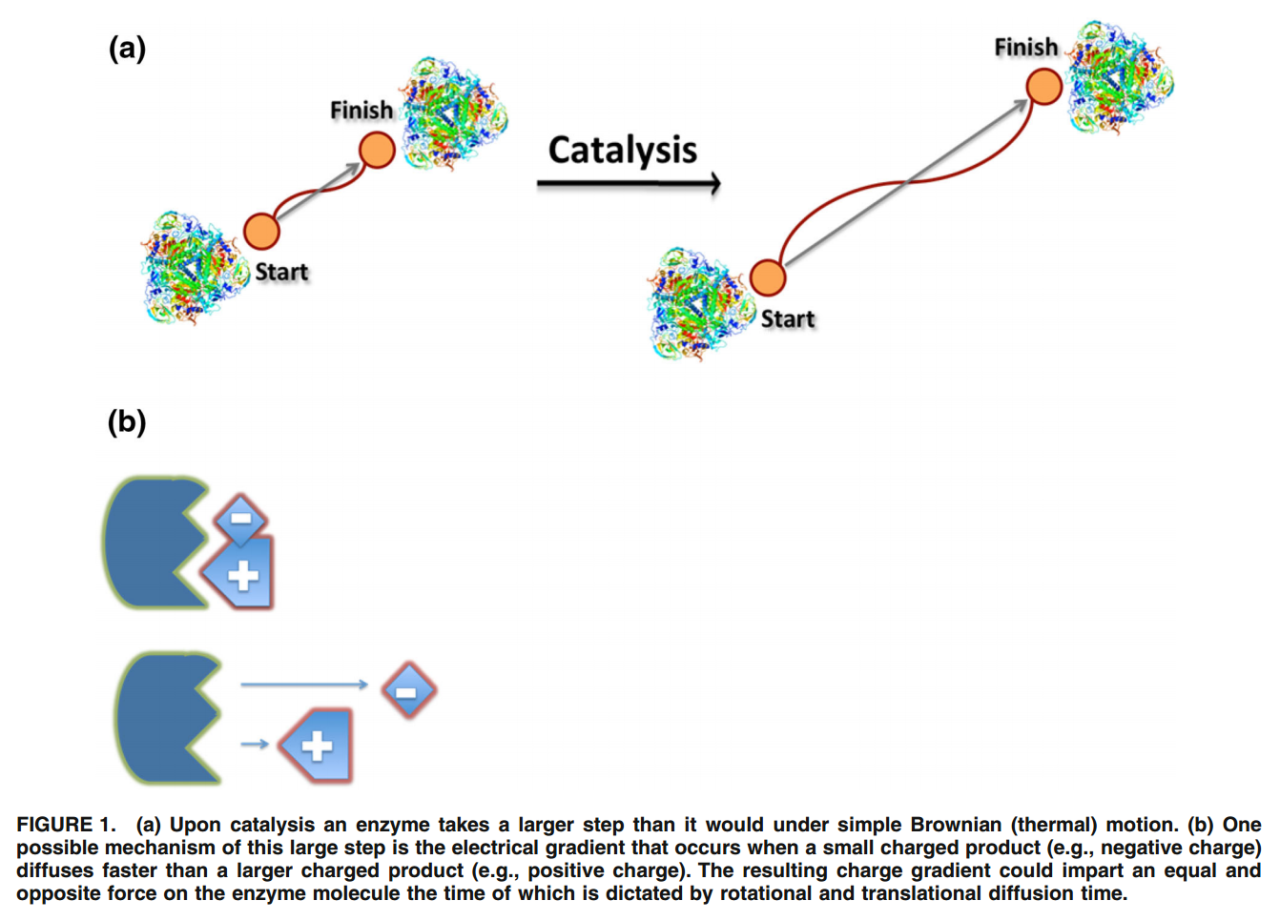 (a)
Finish
Start
Catalysis
Finish
Start
(b)
-
+
-
+
FIGURE 1. (a) Upon catalysis an enzyme takes a larger step than it would under simple Brownian (thermal) motion. (b) One
possible mechanism of this large step is the electrical gradient that occurs when a small charged product (e.g., negative charge)
diffuses faster than a larger charged product (e.g., positive charge). The resulting charge gradient could impart an equal and
opposite force on the enzyme molecule the time of which is dictated by rotational and translational diffusion time.